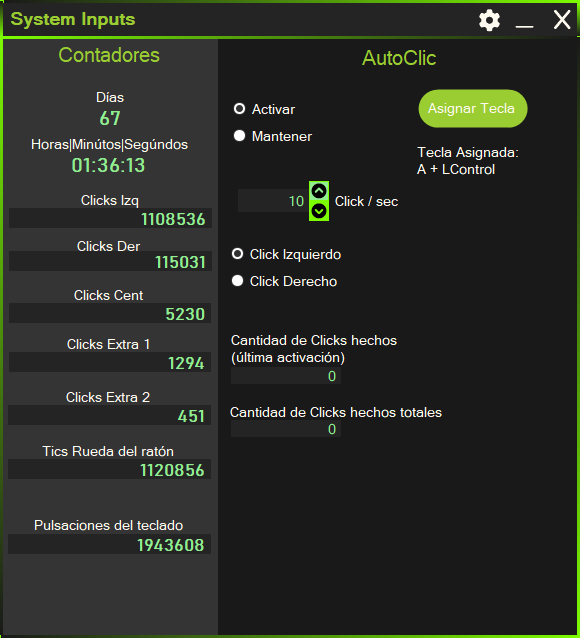 System Inputs
Contadores
Días
67
Horas|Minútos|Segúndos
01:36:13
Clicks Izq
1108536
Clicks Der
115031
Clicks Cent
5230
Clicks Extra 1
1294
Clicks Extra 2
451
Tics Rueda del ratón
1120856
Pulsaciones del teclado
1943608
AutoClic
Activar
Mantener
Asignar Tecla
Tecla Asignada:
A + LControl
10 Click / sec
Click Izquierdo
Click Derecho
Cantidad de Clicks hechos
(última activación)
0
Cantidad de Clicks hechos totales
0